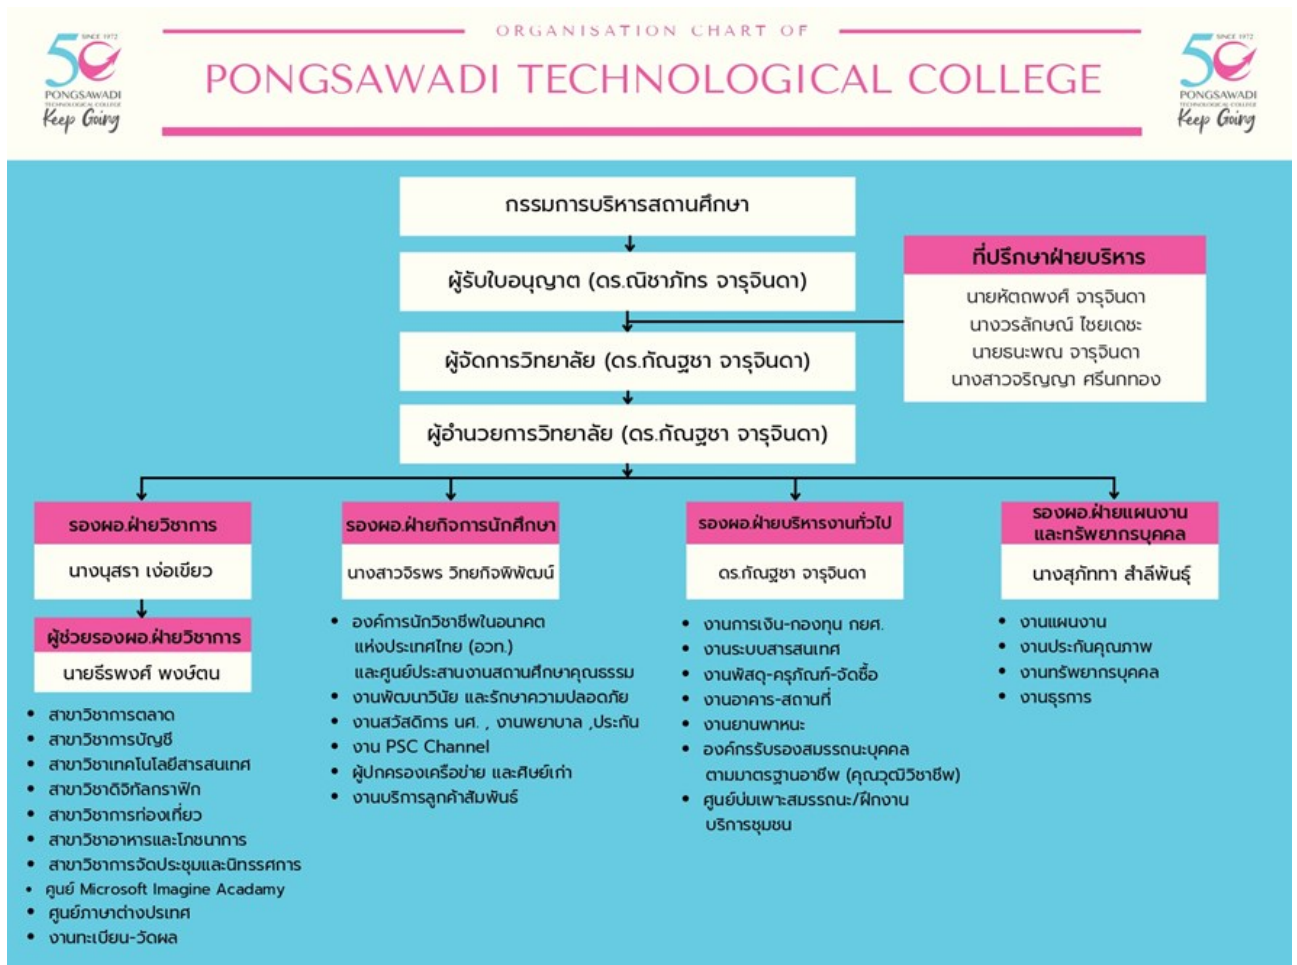 SINCE 1972
50
PONGSAWADI
TECHNOLOGICAL COLLEGE
Keep Going
ORGANISATION CHART OF
PONGSAWADI TECHNOLOGICAL COLLEGE
SINCE 1972
50
PONGSAWADI
TECHNOLOGICAL COLLEGE
Keep Going
กรรมการบริหารสถานศึกษา
ผู้รับใบอนุญาต (ดร.ณิชาภัทร จารุจินดา)
ที่ปรึกษาฝ่ายบริหาร
นายหัตถพงศ์ จารุจินดา
นางวรลักษณ์ ไชยเดชะ
นายธนะพณ จารุจินดา
นางสาวจริญญา ศรีนกทอง
ผู้จัดการวิทยาลัย (ดร.กัณฐชา จารุจินดา)
ผู้อำนวยการวิทยาลัย (ดร.กัณฐชา จารุจินดา)
รองผอ.ฝ่ายวิชาการ
นางนุสรา เง่อเขียว
ผู้ช่วยรองผอ.ฝ่ายวิชาการ
นายธีรพงศ์ พงษ์ตน
• สาขาวิชาการตลาด
• สาขาวิชาการบัญชี
• สาขาวิชาเทคโนโลยีสารสนเทศ
• สาขาวิชาดิจิทัลกราฟิก
• สาขาวิชาการท่องเที่ยว
• สาขาวิชาอาหารและโภชนาการ
• สาขาวิชาการจัดประชุมและนิทรรศการ
• ศูนย์ Microsoft Imagine Acadamy
• ศูนย์ภาษาต่างปรเทศ
• งานทะเบียน-วัดผล
รองผอ.ฝ่ายกิจการนักศึกษา
นางสาวจิรพร วิทยกิจพิพัฒน์
• องค์การนักวิชาชีพในอนาคต
แห่งประเทศไทย (อวท.)
และศูนย์ประสานงานสถานศึกษาคุณธรรม
• งานพัฒนาวินัย และรักษาความปลอดภัย
• งานสวัสดิการ นศ. , งานพยาบาล ,ประกัน
• งาน PSC Channel
• ผู้ปกครองเครือข่าย และศิษย์เก่า
• งานบริการลูกค้าสัมพันธ์
รองผอ.ฝ่ายบริหารงานทั่วไป
ดร.กัณฐชา จารุจินดา
• งานการเงิน-กองทุน กยศ.
• งานระบบสารสนเทศ
• งานพัสดุ-ครุภัณฑ์-จัดซื้อ
• งานอาคาร-สถานที่
• งานยานพาหนะ
• องค์กรรับรองสมรรถนะบุคคล
ตามมาตรฐานอาชีพ (คุณวุฒิวิชาชีพ)
• ศูนย์บ่มเพาะสมรรถนะ/ฝึกงาน
บริการชุมชน
รองผอ.ฝ่ายแผนงาน
และทรัพยากรบุคคล
นางสุภัททา สำลีพันธุ์
• งานแผนงาน
• งานประกันคุณภาพ
• งานทรัพยากรบุคคล
• งานธุรการ